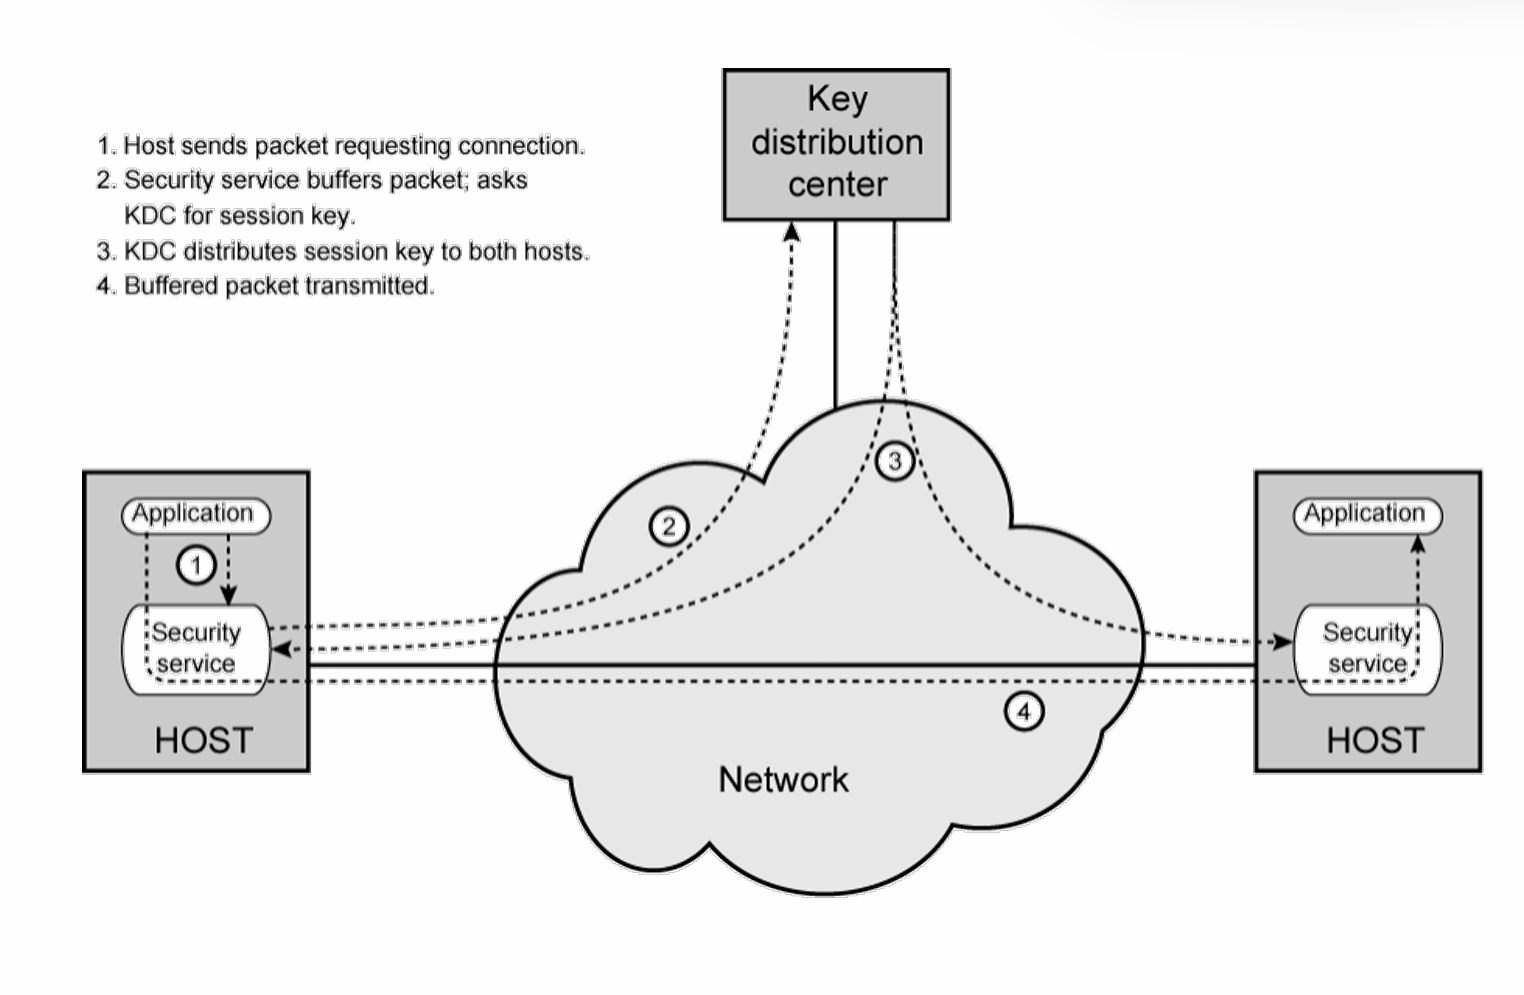 Key
distribution
center
1. Host sends packet requesting connection.
2. Security service buffers packet; asks
KDC for session key.
3. KDC distributes session key to both hosts.
4. Buffered packet transmitted.
3
2
Application
1
Security
service
HOST
Application
Security
service
HOST
4
Network